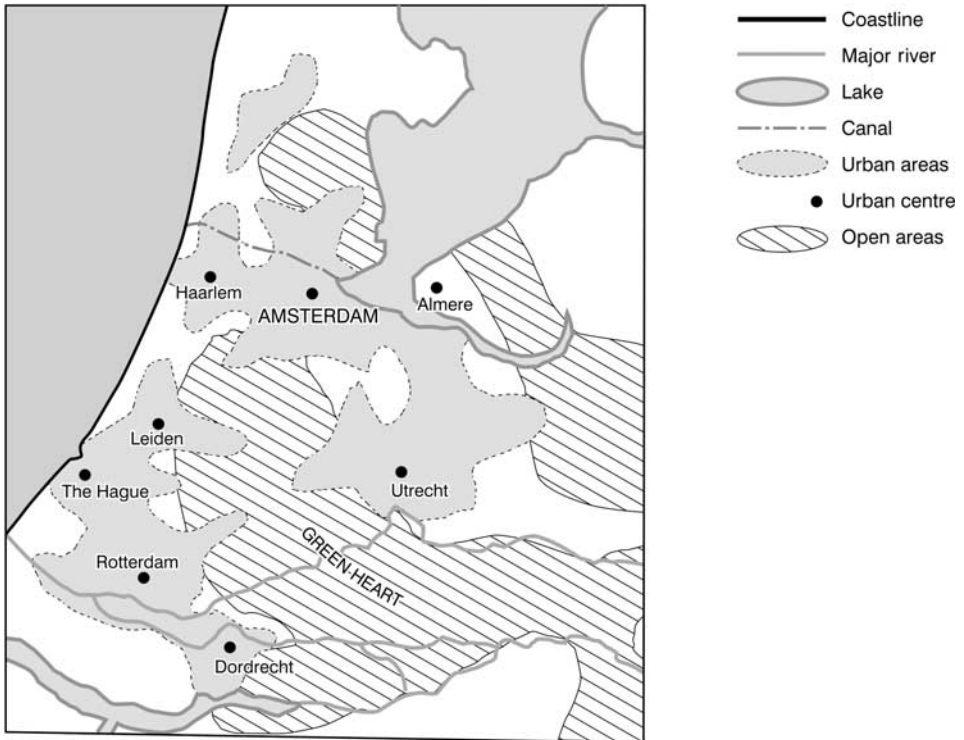 Haarlem
AMSTERDAM
Almere
Leiden
The Hague
Utrecht
GREEN-HEART
Rotterdam
Dordrecht
Coastline
Major river
Lake
Canal
Urban areas
Urban centre
Open areas